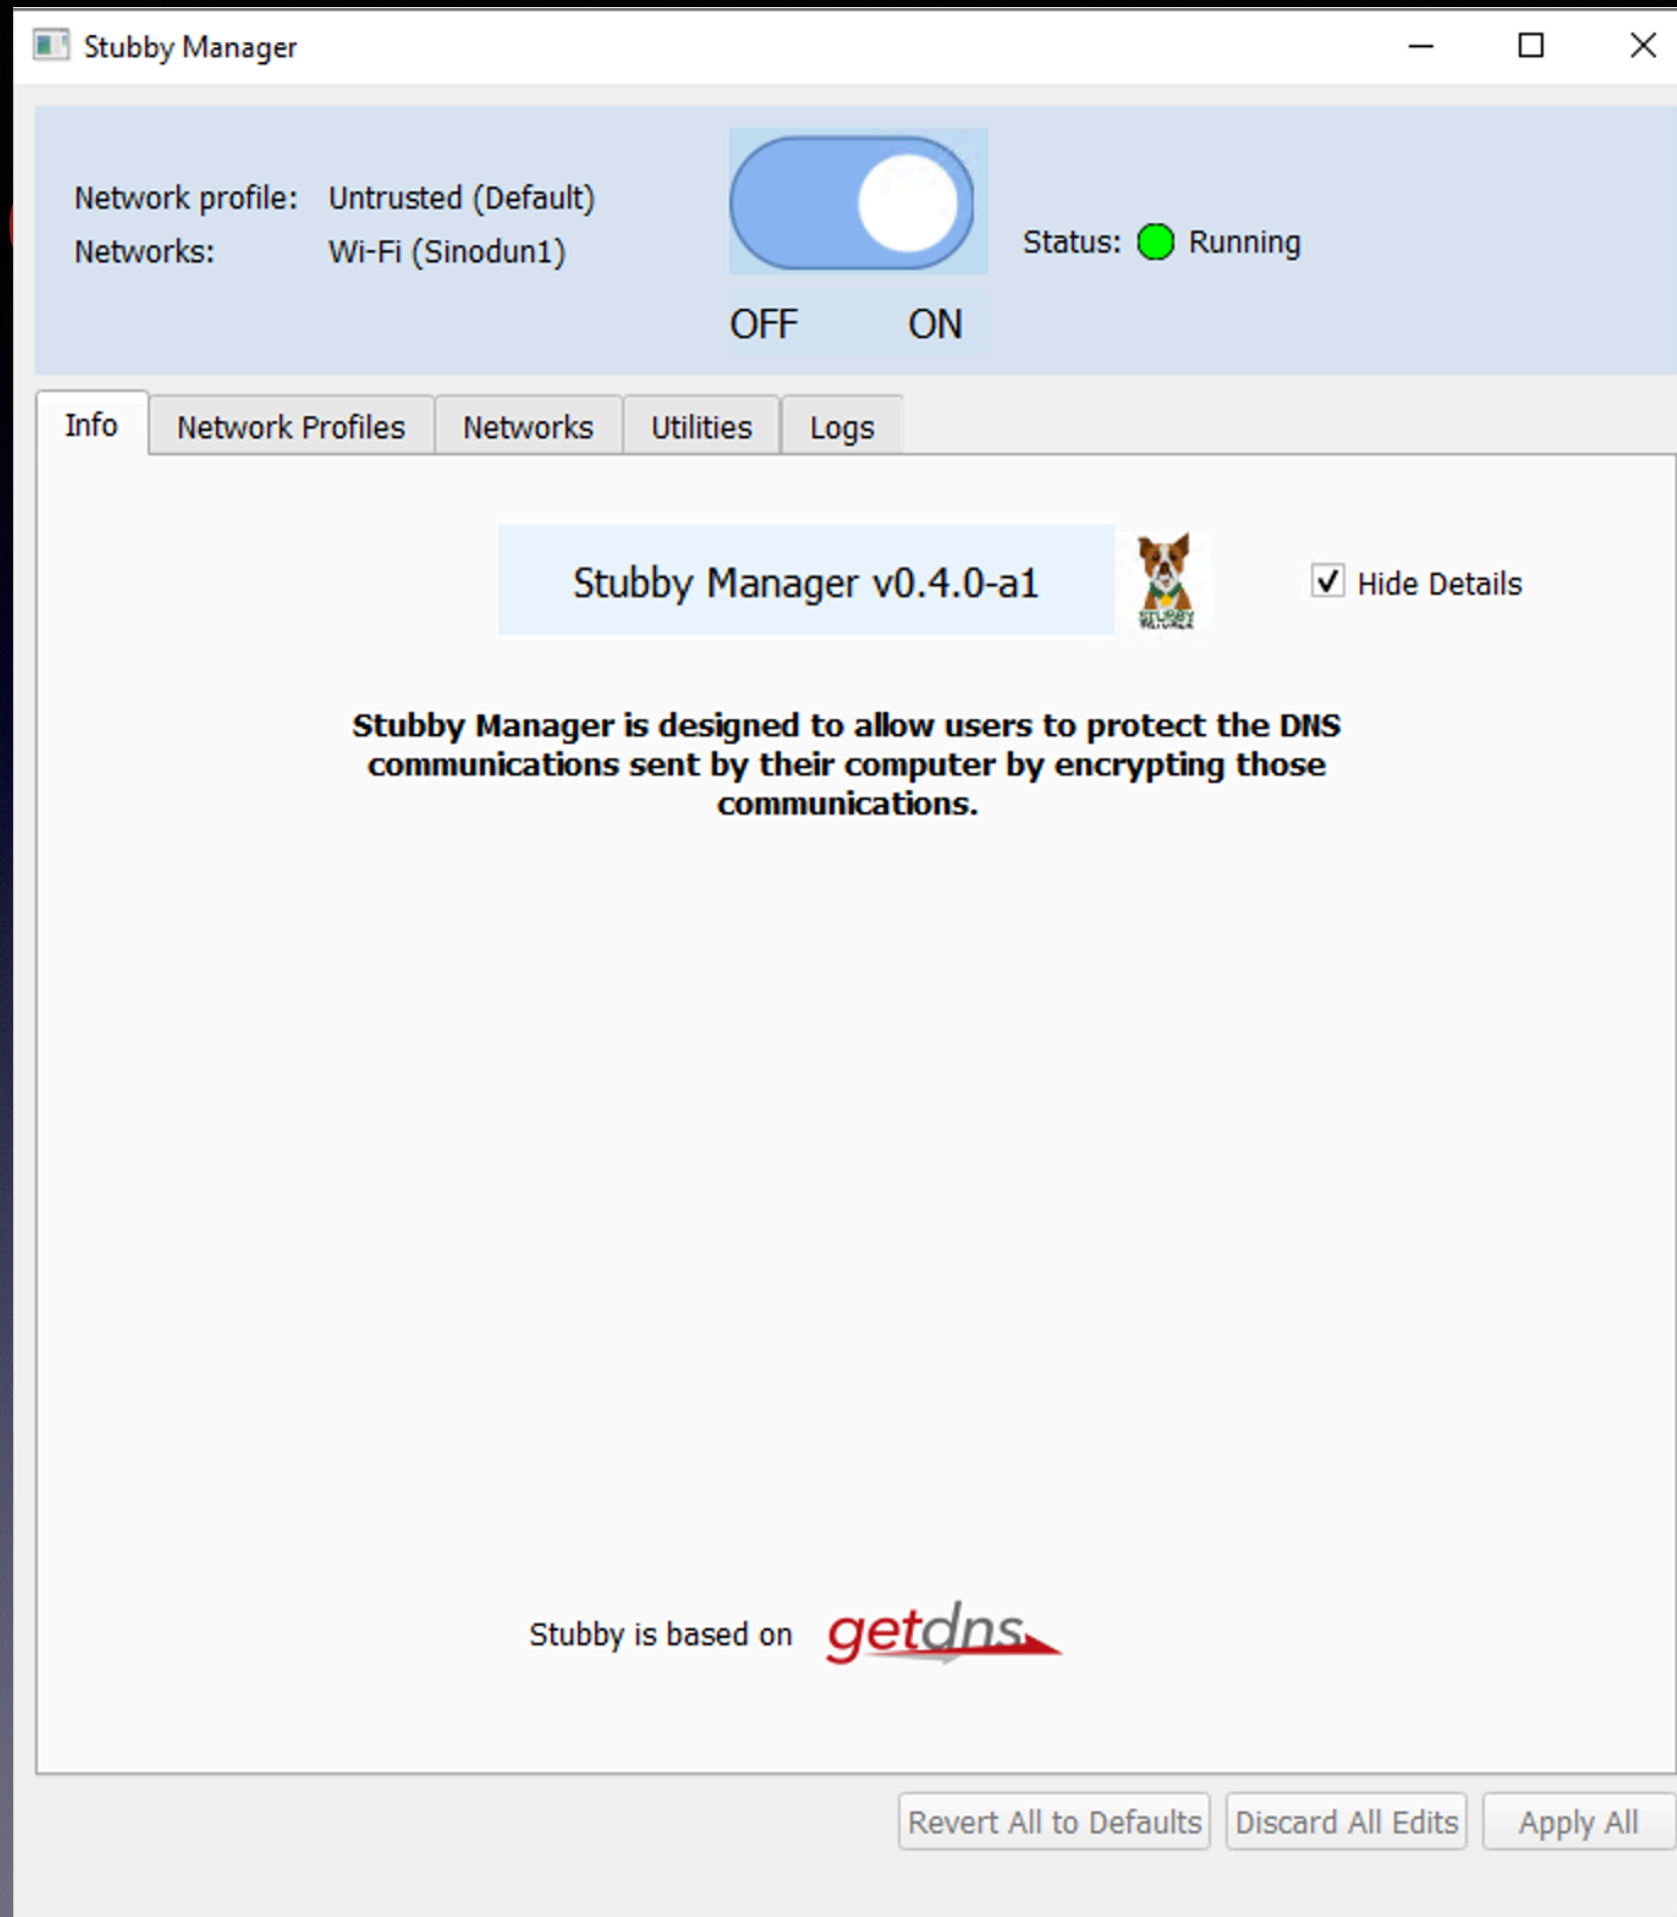 Stubby Manager
Network profile: Untrusted (Default)
Networks: Wi-Fi (Sinodun1)
OFF ON
Status: Running
Info Network Profiles Networks Utilities Logs
Stubby Manager v0.4.0-a1
STUBBY
Hide Details
Stubby Manager is designed to allow users to protect the DNS
communications sent by their computer by encrypting those
communications.
Stubby is based on getdns
Revert All to Defaults Discard All Edits Apply All